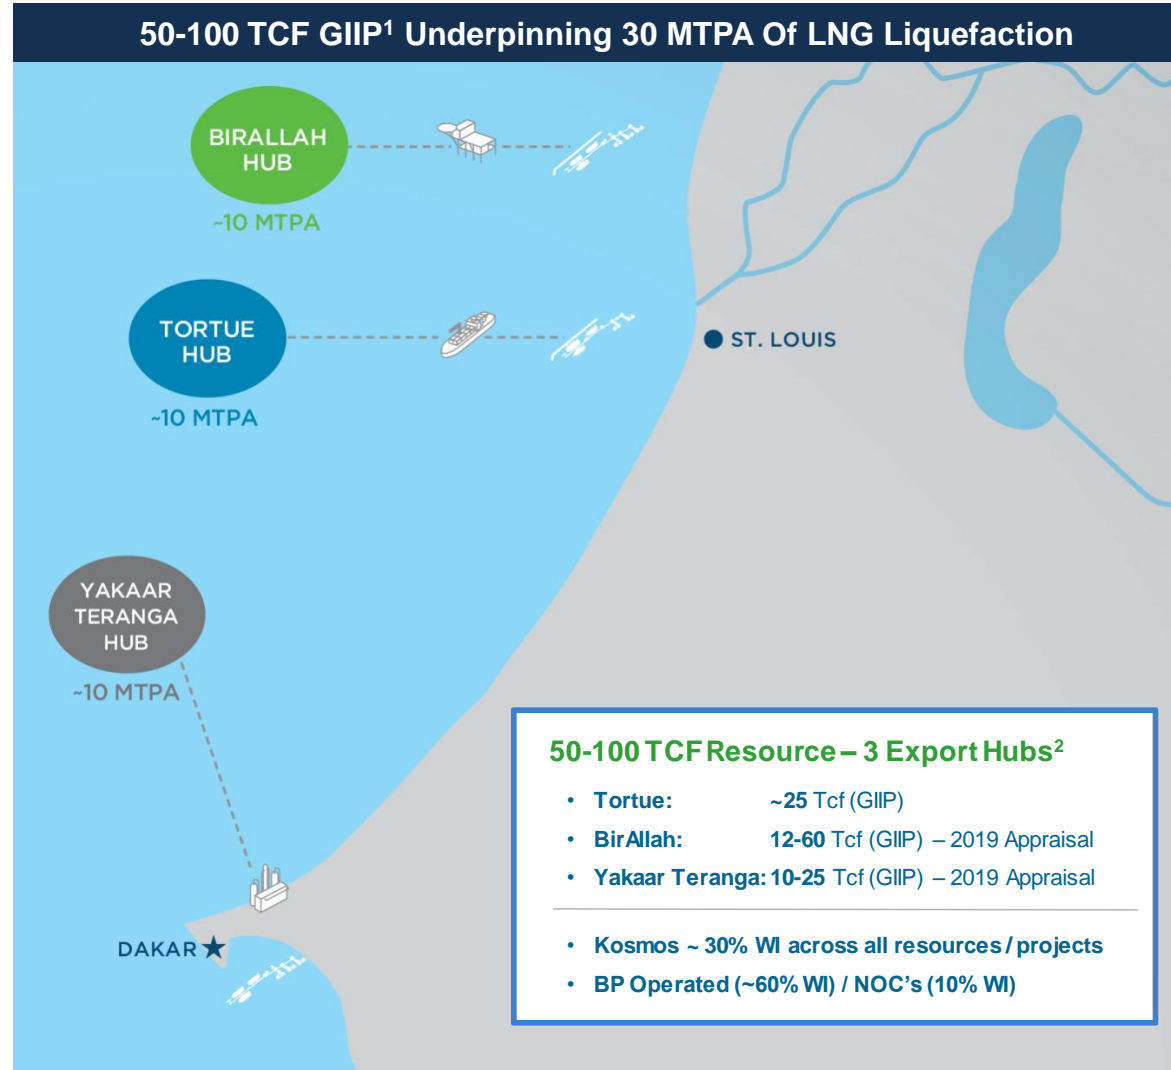 50-100 TCF GIIP¹ Underpinning 30 MTPA Of LNG Liquefaction
BIRALLAH
HUB
~10 MTPA
TORTUE
HUB
~10 MTPA
ST. LOUIS
YAKAAR
TERANGA
HUB
~10 MTPA
DAKAR
50-100 TCF Resource – 3 Export Hubs²
• Tortue: ~25 Tcf (GIIP)
• BirAllah: 12-60 Tcf (GIIP) – 2019 Appraisal
• Yakaar Teranga: 10-25 Tcf (GIIP) – 2019 Appraisal
• Kosmos ~ 30% WI across all resources / projects
• BP Operated (~60% WI) / NOC's (10% WI)